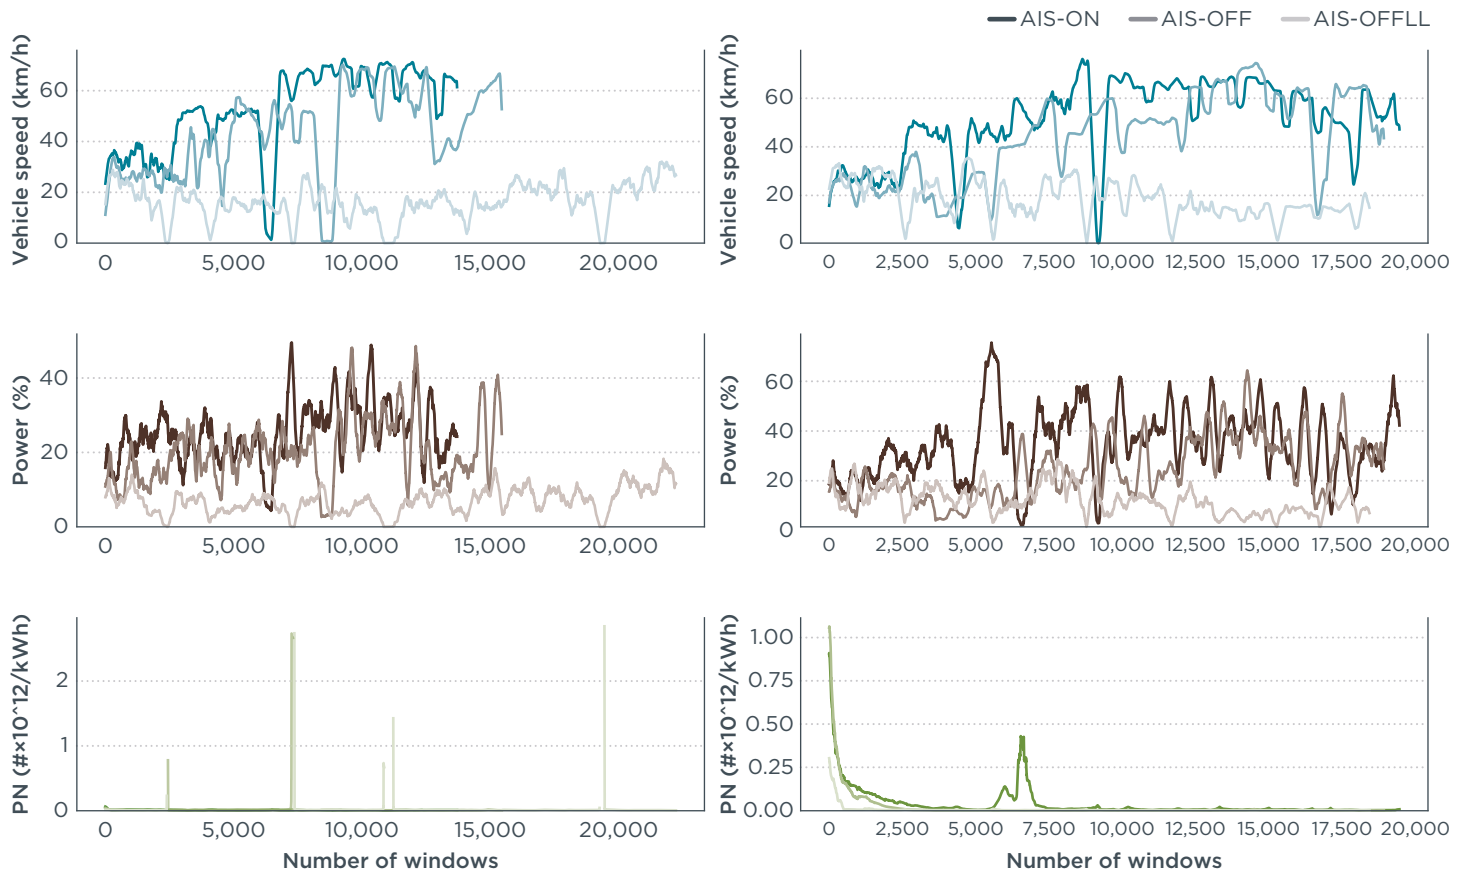 AIS-ON AIS-OFF AIS-OFFLL
Vehicle speed (km/h)
60
40
20
0
0 5,000 10,000 15,000 20,000
Vehicle speed (km/h)
60
40
20
0
0 2,500 5,000 7,500 10,000 12,500 15,000 17,500 20,000
Power (%)
40
20
0
0 5,000 10,000 15,000 20,000
Power (%)
60
40
20
0
0 2,500 5,000 7,500 10,000 12,500 15,000 17,500 20,000
PN (#×10^12/kWh)
2
1
0
0 5,000 10,000 15,000 20,000
Number of windows
PN (#×10^12/kWh)
1.00
0.75
0.50
0.25
0.00
0 2,500 5,000 7,500 10,000 12,500 15,000 17,500 20,000
Number of windows